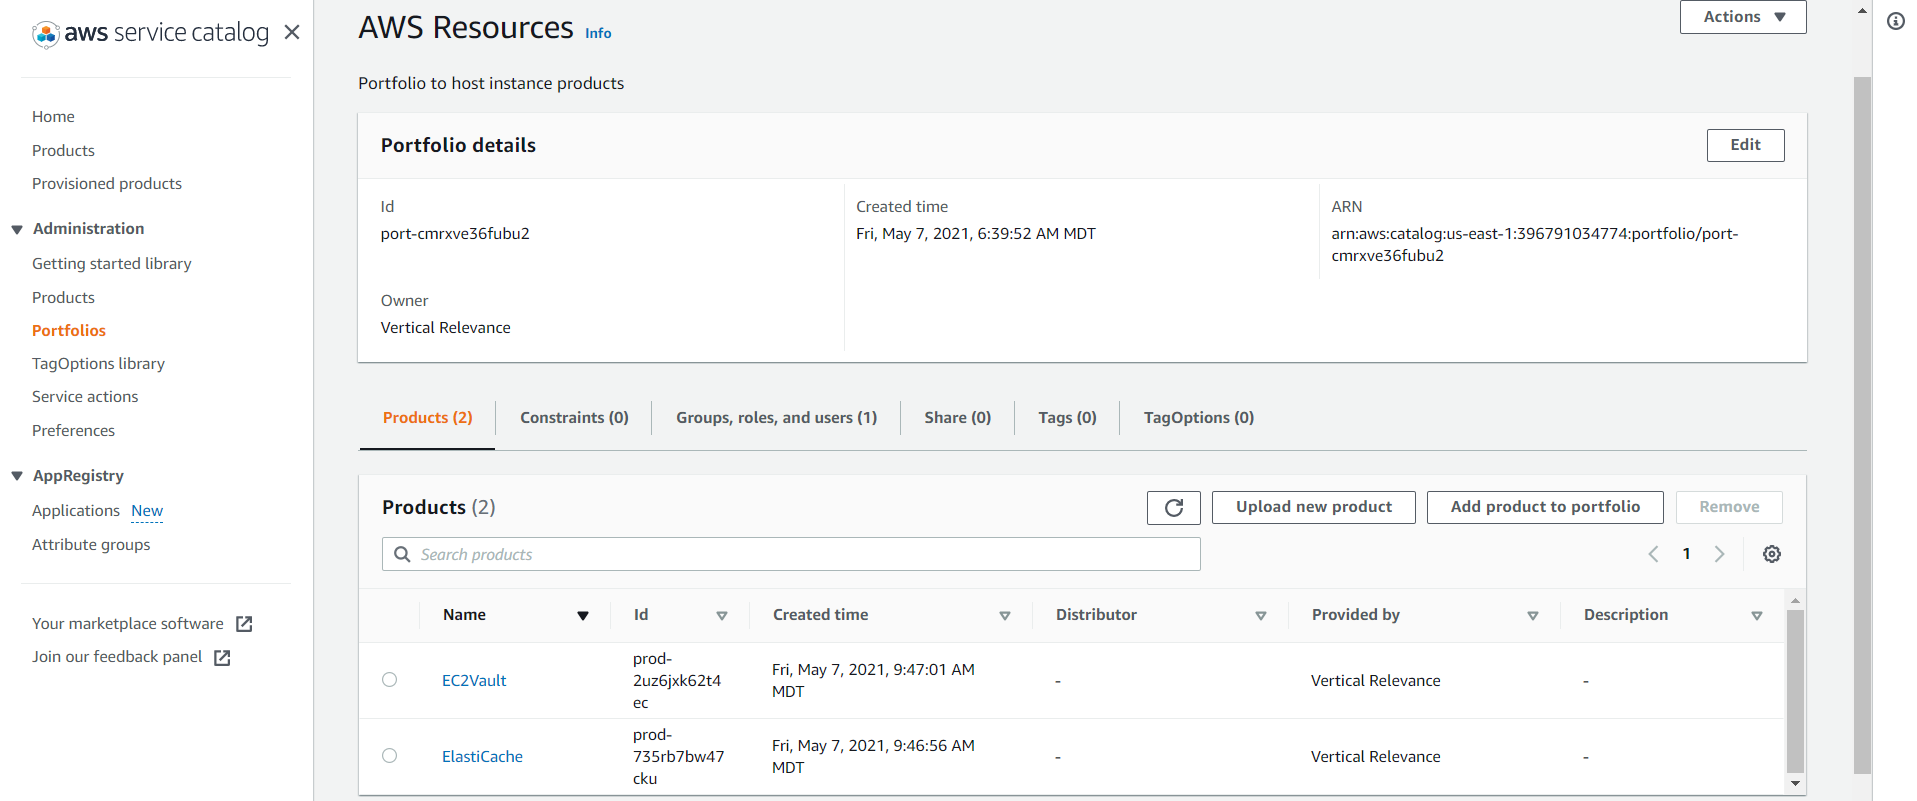 aws service catalog
Home
Products
Provisioned products
Administration
Getting started library
Products
Portfolios
TagOptions library
Service actions
Preferences
AppRegistry
Applications New
Attribute groups
Your marketplace software
Join our feedback panel
AWS Resources Info
Actions
Portfolio to host instance products
Portfolio details
Edit
Id
port-cmrxve36fubu2
Created time
Fri, May 7, 2021, 6:39:52 AM MDT
ARN
arn:aws:catalog:us-east-1:396791034774:portfolio/port-
cmrxve36fubu2
Owner
Vertical Relevance
Products (2) Constraints (0) Groups, roles, and users (1) Share (0) Tags (0) TagOptions (0)
Products (2)
Upload new product Add product to portfolio Remove
Search products
1
Name Id Created time Distributor Provided by Description
EC2Vault
prod-
2uz6jxk62t4
ec
Fri, May 7, 2021, 9:47:01 AM
MDT
-
Vertical Relevance
-
ElastiCache
prod-
735rb7bw47
cku
Fri, May 7, 2021, 9:46:56 AM
MDT
-
Vertical Relevance
-